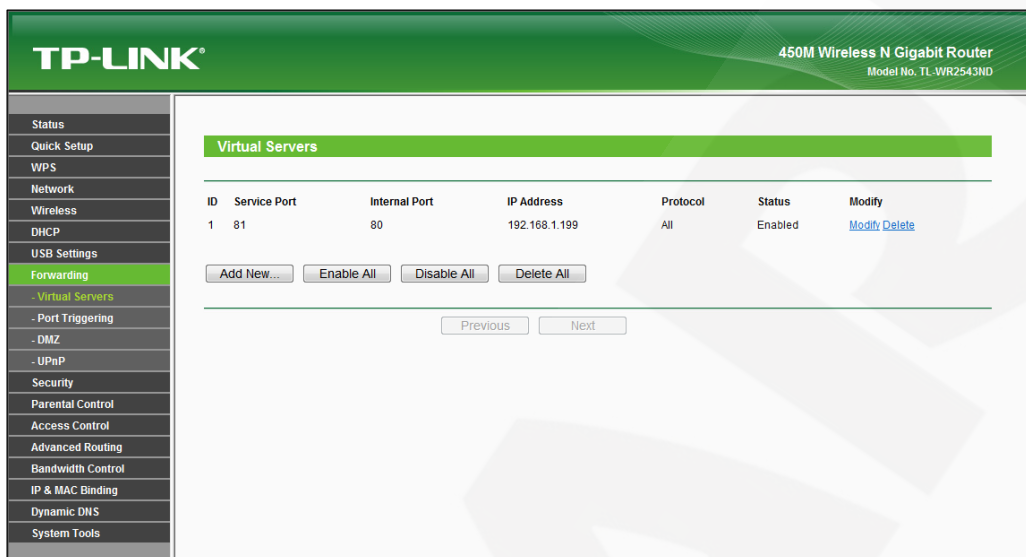 TP-LINK®
450M Wireless N Gigabit Router
Model No. TL-WR2543ND
Status
Quick Setup
WPS
Network
Wireless
DHCP
USB Settings
Forwarding
- Virtual Servers
- Port Triggering
- DMZ
- UPnP
Security
Parental Control
Access Control
Advanced Routing
Bandwidth Control
IP & MAC Binding
Dynamic DNS
System Tools
Virtual Servers
ID Service Port Internal Port IP Address Protocol Status Modify
1 81 80 192.168.1.199 All Enabled Modify Delete
Add New... Enable All Disable All Delete All
Previous Next